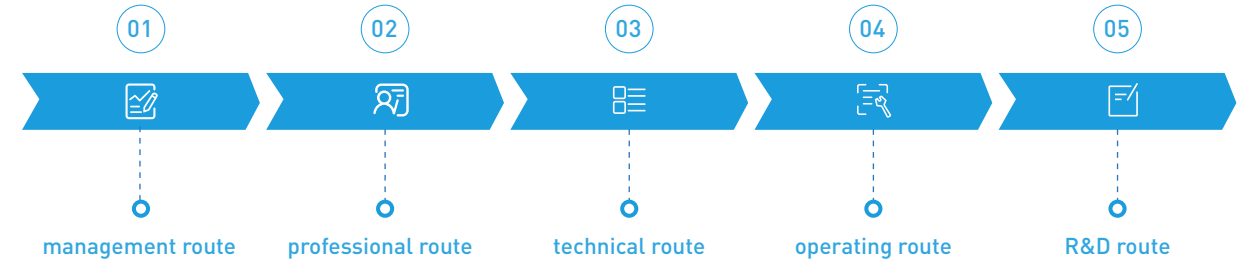 01
02
03
04
05
management route
professional route
technical route
operating route
R&D route